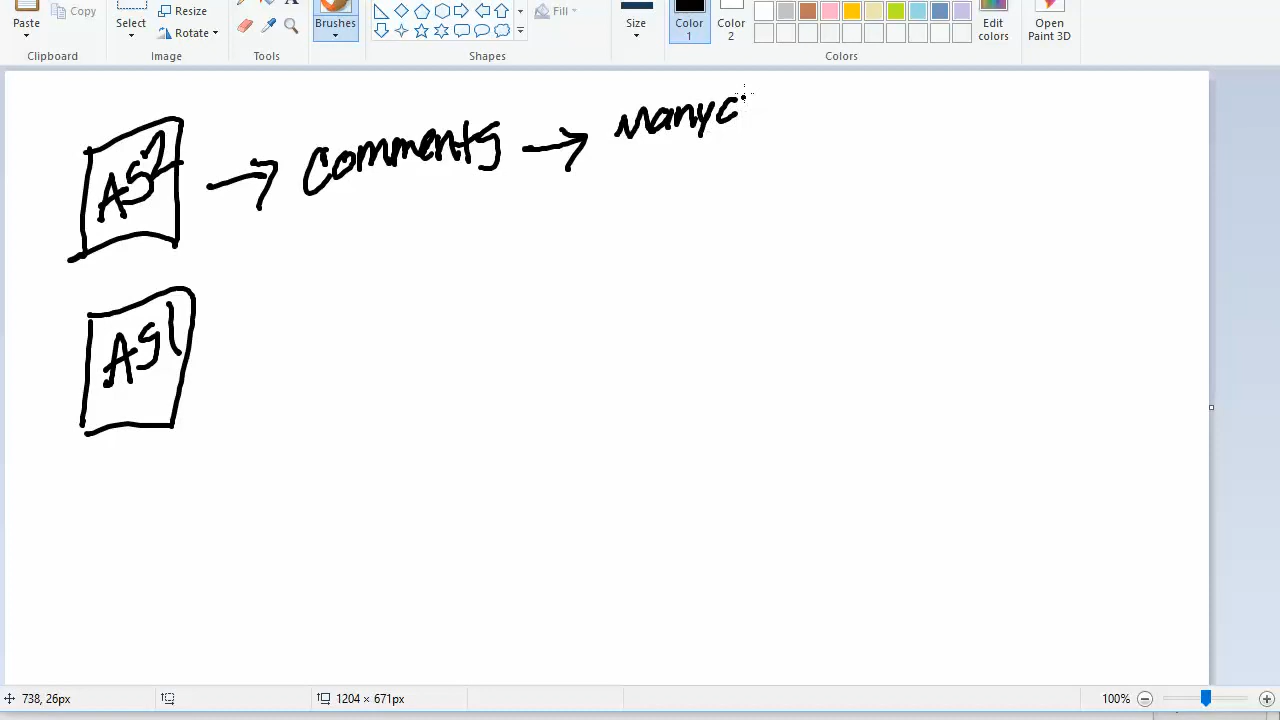 Paste
Copy
Select
Resize
Rotate
Brushes
Fill
Size
Color 1
Color 2
Edit colors
Open Paint 3D
Clipboard
Image
Tools
Shapes
Colors
AS2 → Comments → Manyc
AS1
738, 26px
1204 × 671px
100%